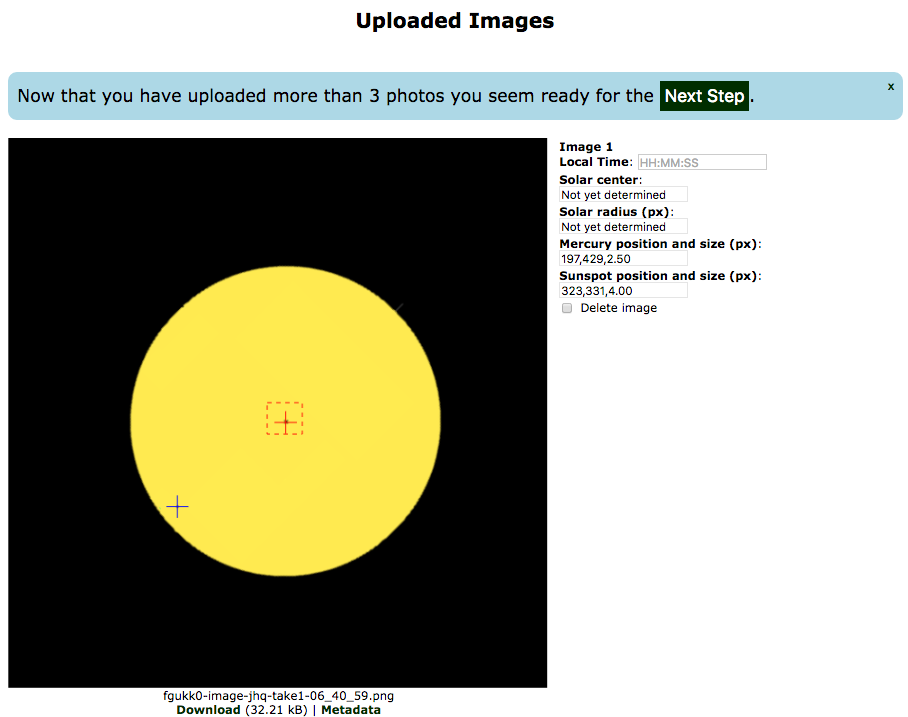 Uploaded Images
Now that you have uploaded more than 3 photos you seem ready for the Next Step.
x
Image 1
Local Time: HH:MM:SS
Solar center:
Not yet determined
Solar radius (px):
Not yet determined
Mercury position and size (px):
197,429,2.50
Sunspot position and size (px):
323,331,4.00
Delete image
fgukk0-image-jhq-take1-06_40_59.png
Download (32.21 kB) | Metadata